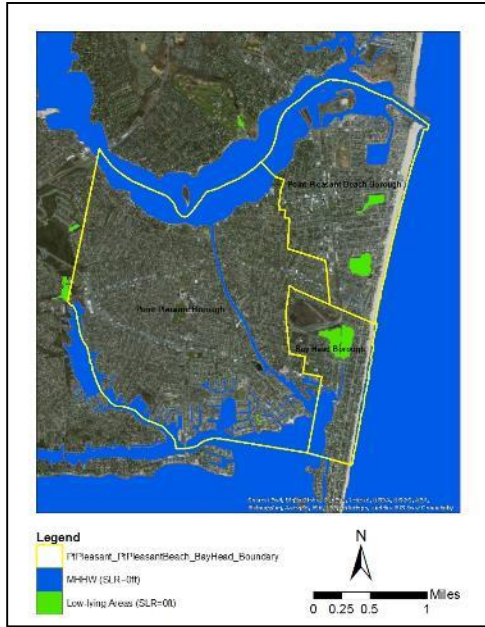 Point Pleasant Beach Borough
Point Pleasant Borough
Bay Head Borough
Legend
PtPleasant_PtPleasantBeach_BayHead_Boundary
MHHW (SLR=0ft)
Low-lying Areas (SLR=0ft)
N
Miles
0 0.25 0.5 1